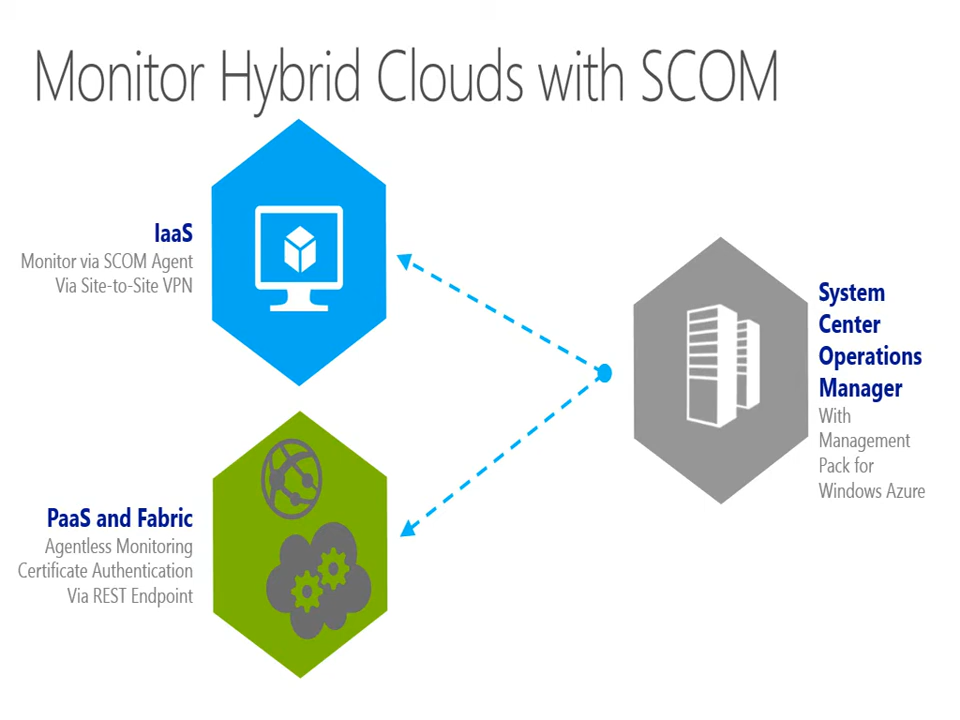 Monitor Hybrid Clouds with SCOM
IaaS
Monitor via SCOM Agent
Via Site-to-Site VPN
System
Center
Operations
Manager
With
Management
Pack for
Windows Azure
PaaS and Fabric
Agentless Monitoring
Certificate Authentication
Via REST Endpoint